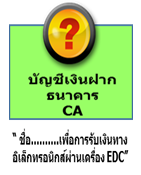 ?
บัญชีเงินฝาก
ธนาคาร
CA
“ ชื่อ..........เพื่อการรับเงินทาง
อิเล็กทรอนิกส์ผ่านเครื่อง EDC”